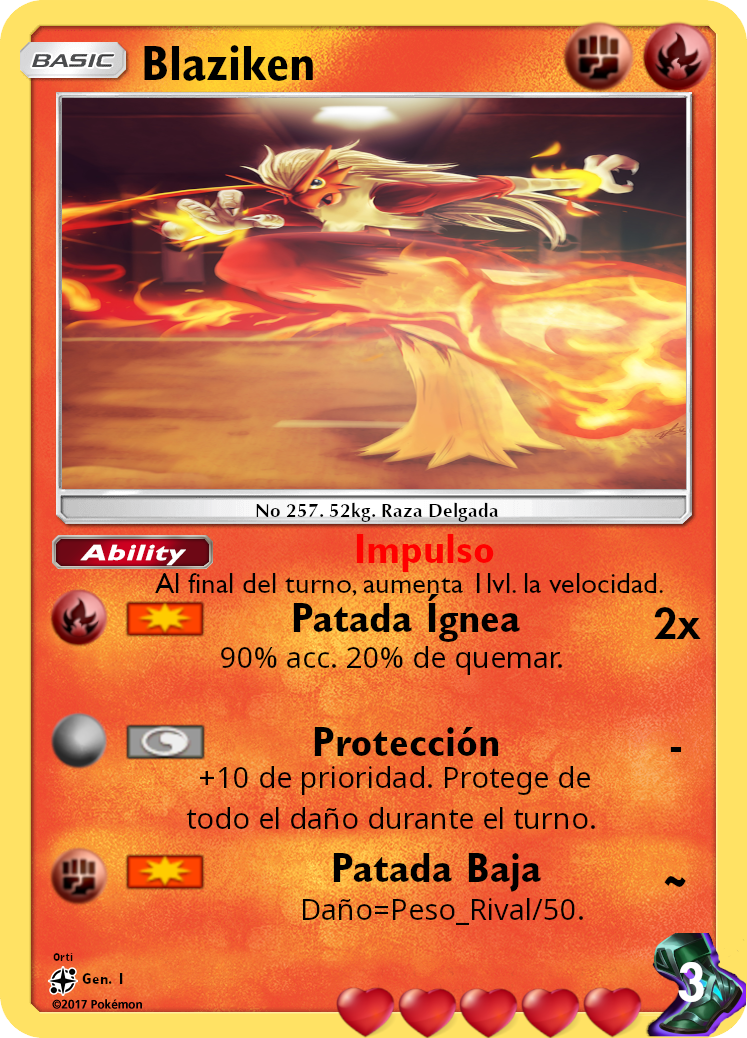 BASIC Blaziken
No 257. 52kg. Raza Delgada
Ability Impulso
Al final del turno, aumenta 1lvl. la velocidad.
Patada Ígnea 2x
90% acc. 20% de quemar.
Protección -
+10 de prioridad. Protege de
todo el daño durante el turno.
Patada Baja ~
Daño=Peso_Rival/50.
Orti
Gen. 1
©2017 Pokémon
3